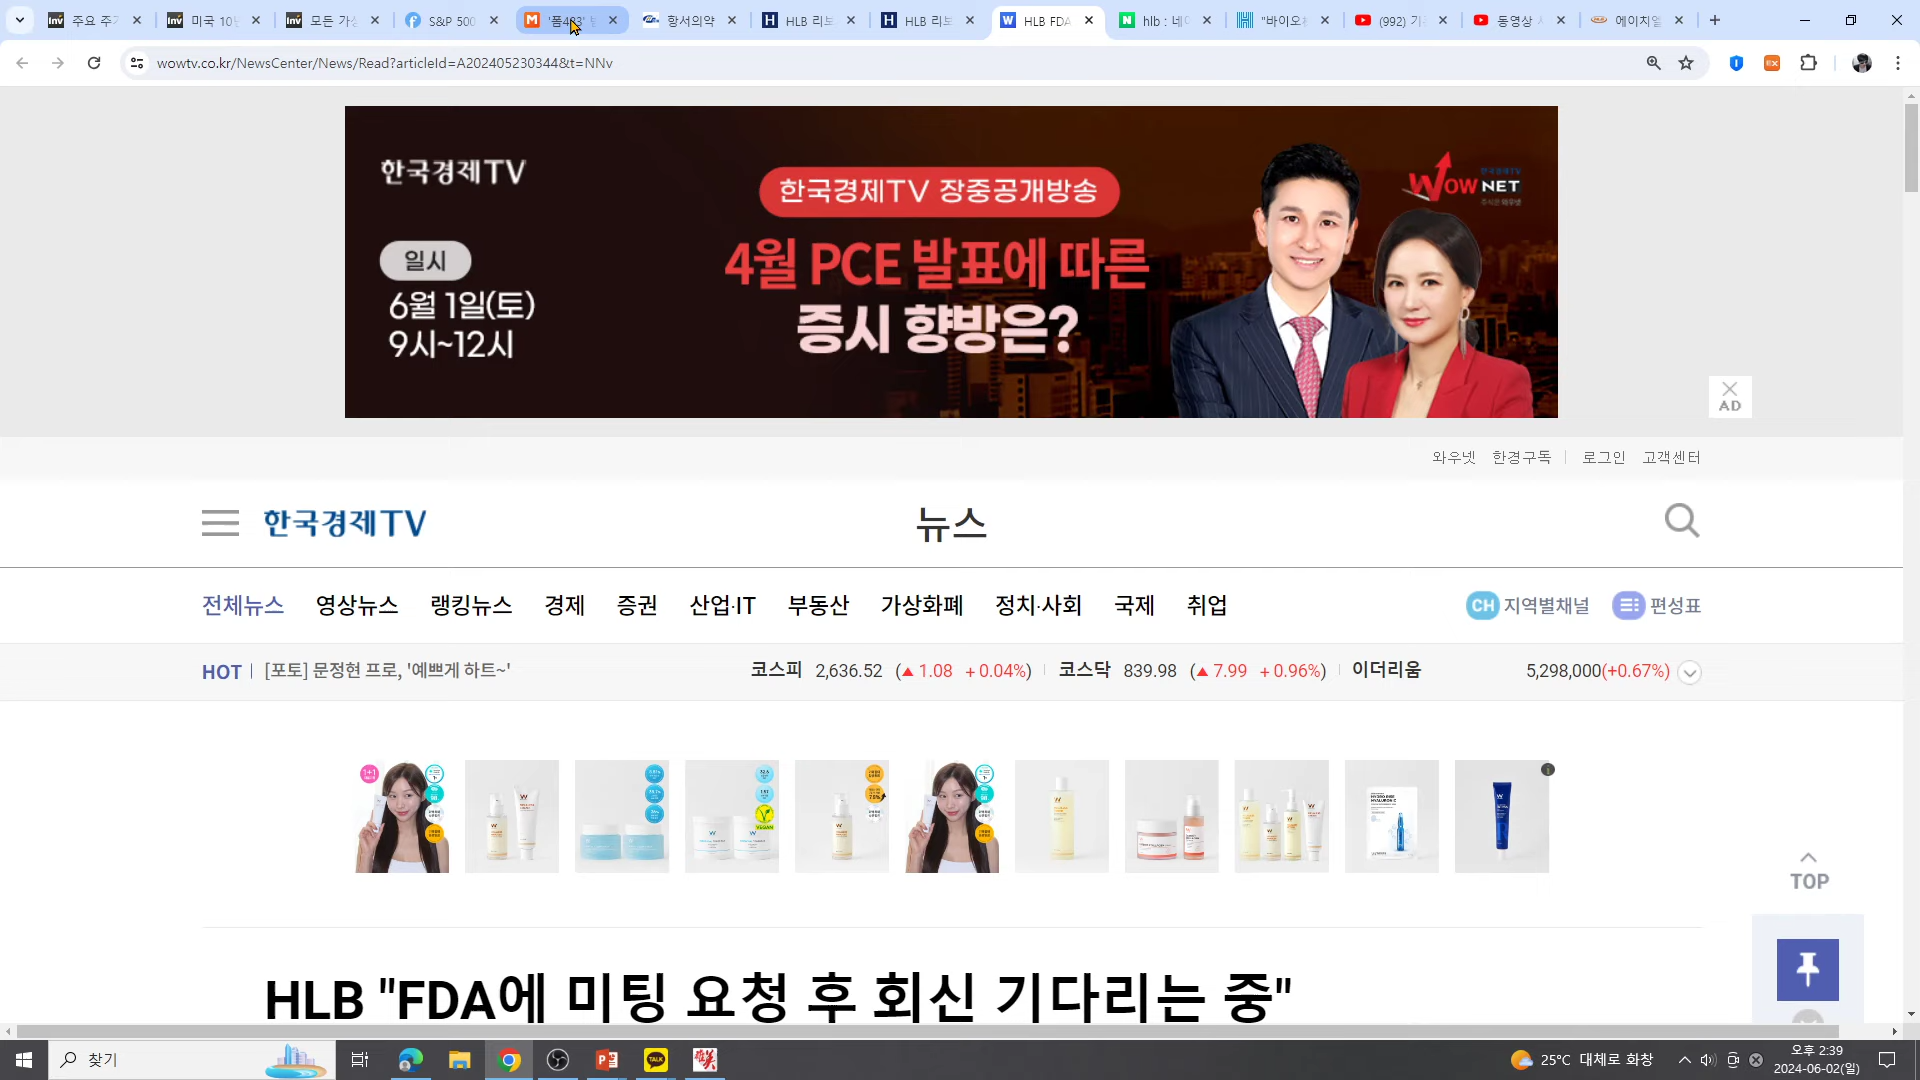 주요 주
미국 10
모든 가
S&P 500
'폼483'
항서의약
HLB 리보
HLB 리보
HLB FDA
hlb : 네
"바이오
(992)
동영상
에이치엘
wowtv.co.kr/NewsCenter/News/Read?articleId=A202405230344&t=NNv
한국경제TV
한국경제TV 장중공개방송
WOW NET
일시
4월 PCE 발표에 따른
6월 1일(토)
증시 향방은?
9시~12시
AD
와우넷 한경구독 로그인 고객센터
한국경제TV
뉴스
전체뉴스 영상뉴스 랭킹뉴스 경제 증권 산업·IT 부동산 가상화폐 정치·사회 국제 취업
CH 지역별채널 편성표
HOT [포토] 문정현 프로, '예쁘게 하트~'
코스피 2,636.52 (▲ 1.08 +0.04%) 코스닥 839.98 (▲ 7.99 +0.96%) 이더리움 5,298,000(+0.67%)
VEGAN
TOP
HLB "FDA에 미팅 요청 후 회신 기다리는 중"
찾기
TALK
25°C 대체로 화창
오후 2:39
2024-06-02(일)